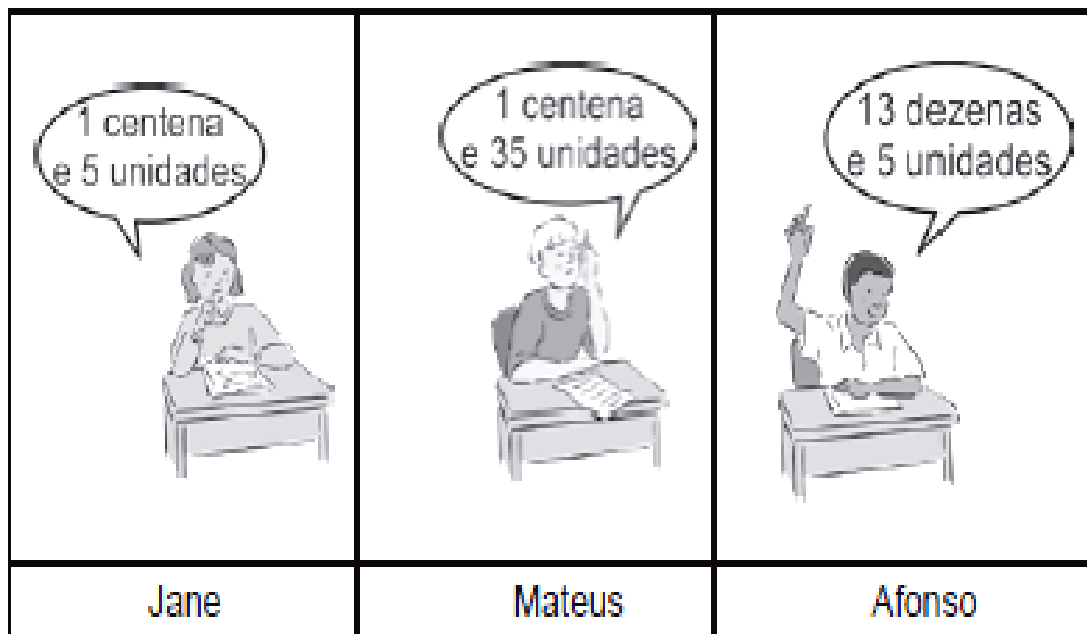 1 centena
e 5 unidades
1 centena
e 35 unidades
13 dezenas
e 5 unidades
Jane
Mateus
Afonso